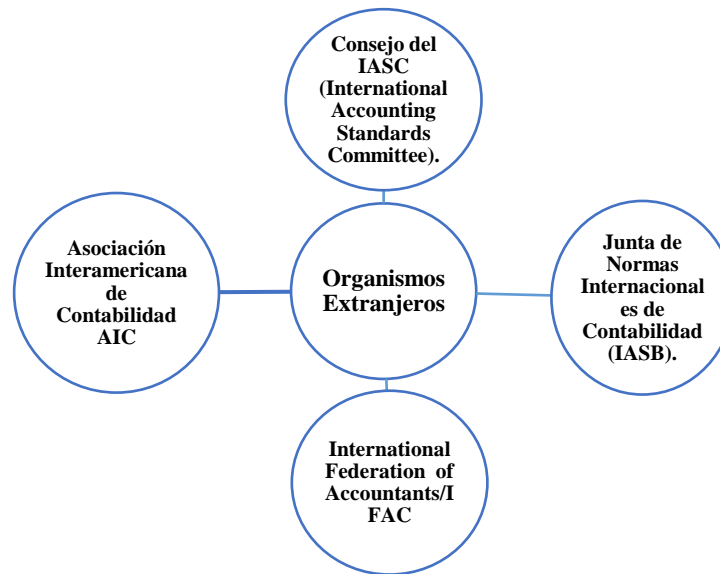 Consejo del
IASC
(International
Accounting
Standards
Committee).
Asociación
Interamericana
de
Contabilidad
AIC
Organismos
Extranjeros
Junta de
Normas
Internacional
es de
Contabilidad
(IASB).
International
Federation of
Accountants/I
FAC